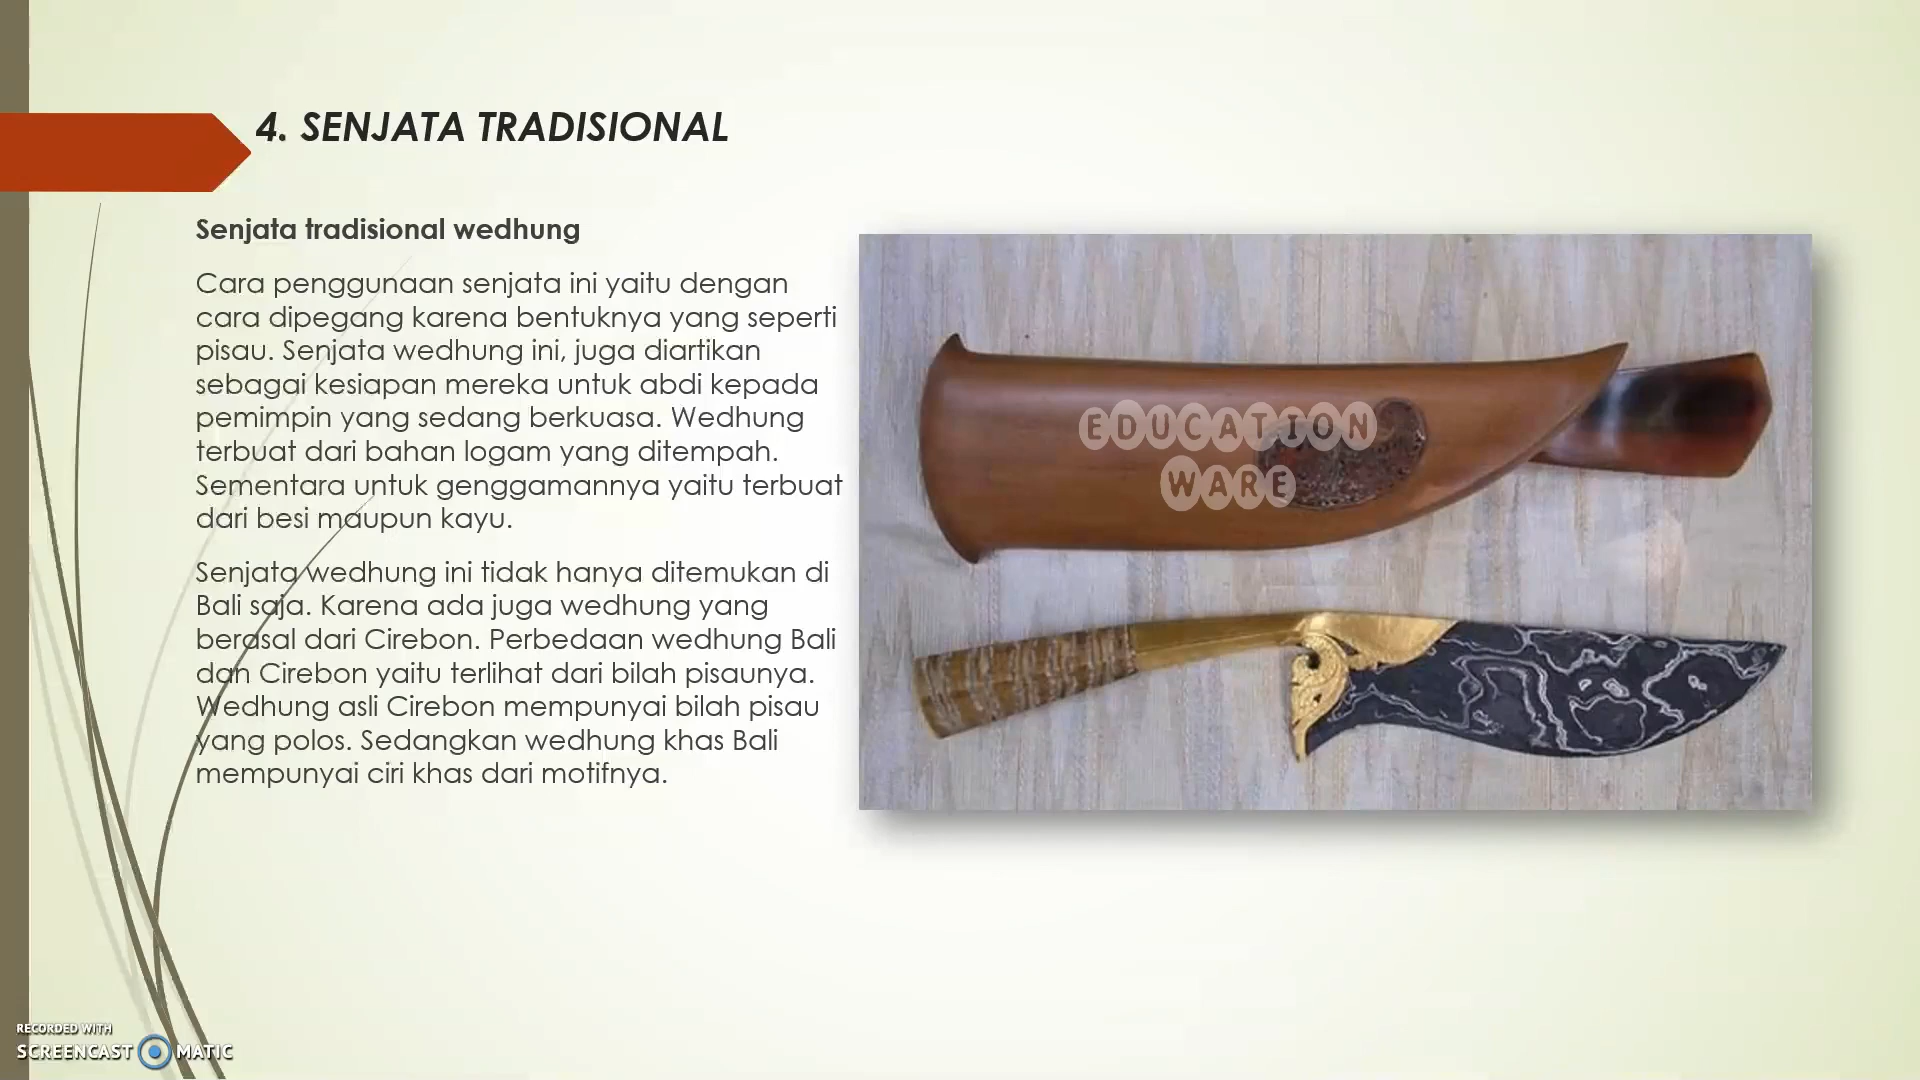 4. SENJATA TRADISIONAL
Senjata tradisional wedhung
Cara penggunaan senjata ini yaitu dengan
cara dipegang karena bentuknya yang seperti
pisau. Senjata wedhung ini, juga diartikan
sebagai kesiapan mereka untuk abdi kepada
pemimpin yang sedang berkuasa. Wedhung
terbuat dari bahan logam yang ditempah.
Sementara untuk genggamannya yaitu terbuat
dari besi maupun kayu.
Senjata wedhung ini tidak hanya ditemukan di
Bali saja. Karena ada juga wedhung yang
berasal dari Cirebon. Perbedaan wedhung Bali
dan Cirebon yaitu terlihat dari bilah pisaunya.
Wedhung asli Cirebon mempunyai bilah pisau
yang polos. Sedangkan wedhung khas Bali
mempunyai ciri khas dari motifnya.
EDUCATION
WARE
RECORDED WITH
SCREENCAST MATIC